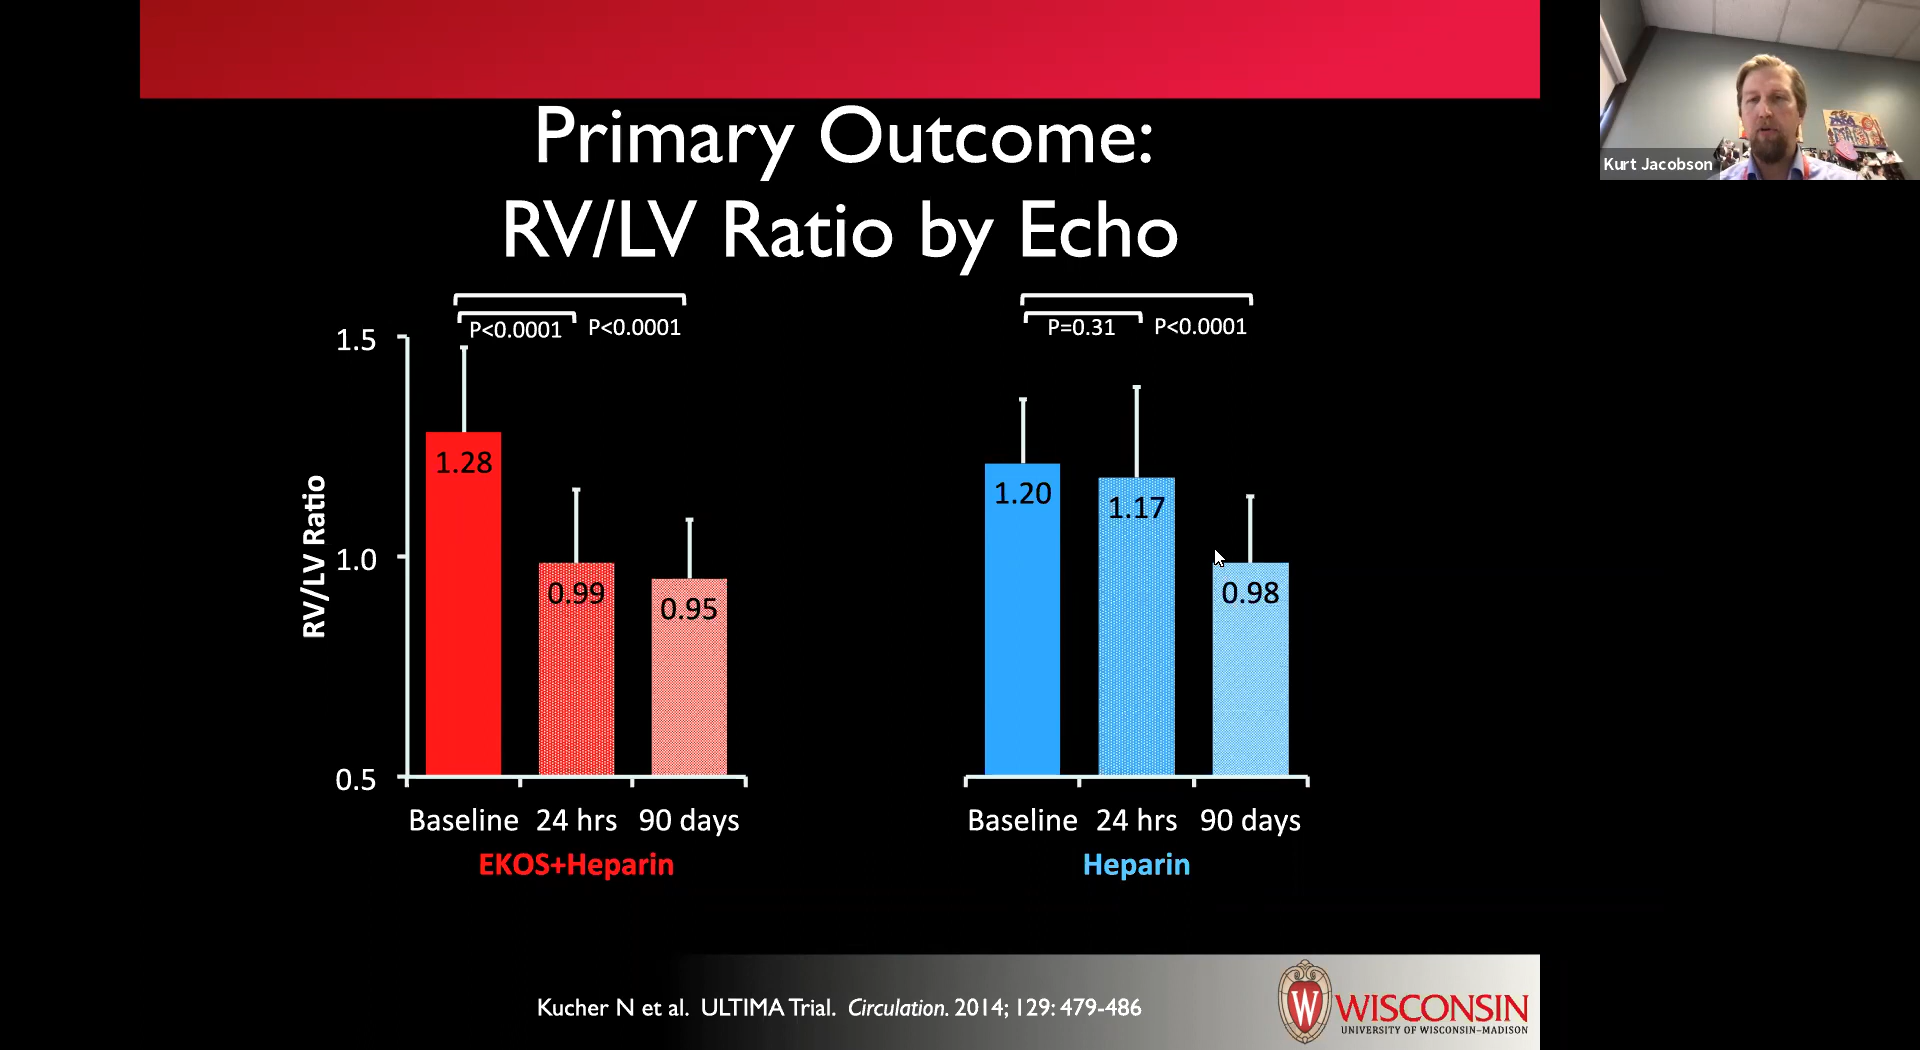 Primary Outcome:
RV/LV Ratio by Echo
Kurt Jacobson
P<0.0001 P<0.0001
P=0.31 P<0.0001
RV/LV Ratio
1.5
1.0
0.5
1.28
0.99
0.95
1.20
1.17
0.98
Baseline 24 hrs 90 days
EKOS+Heparin
Baseline 24 hrs 90 days
Heparin
Kucher N et al. ULTIMA Trial. Circulation. 2014; 129: 479-486
W
WISCONSIN
UNIVERSITY OF WISCONSIN–MADISON